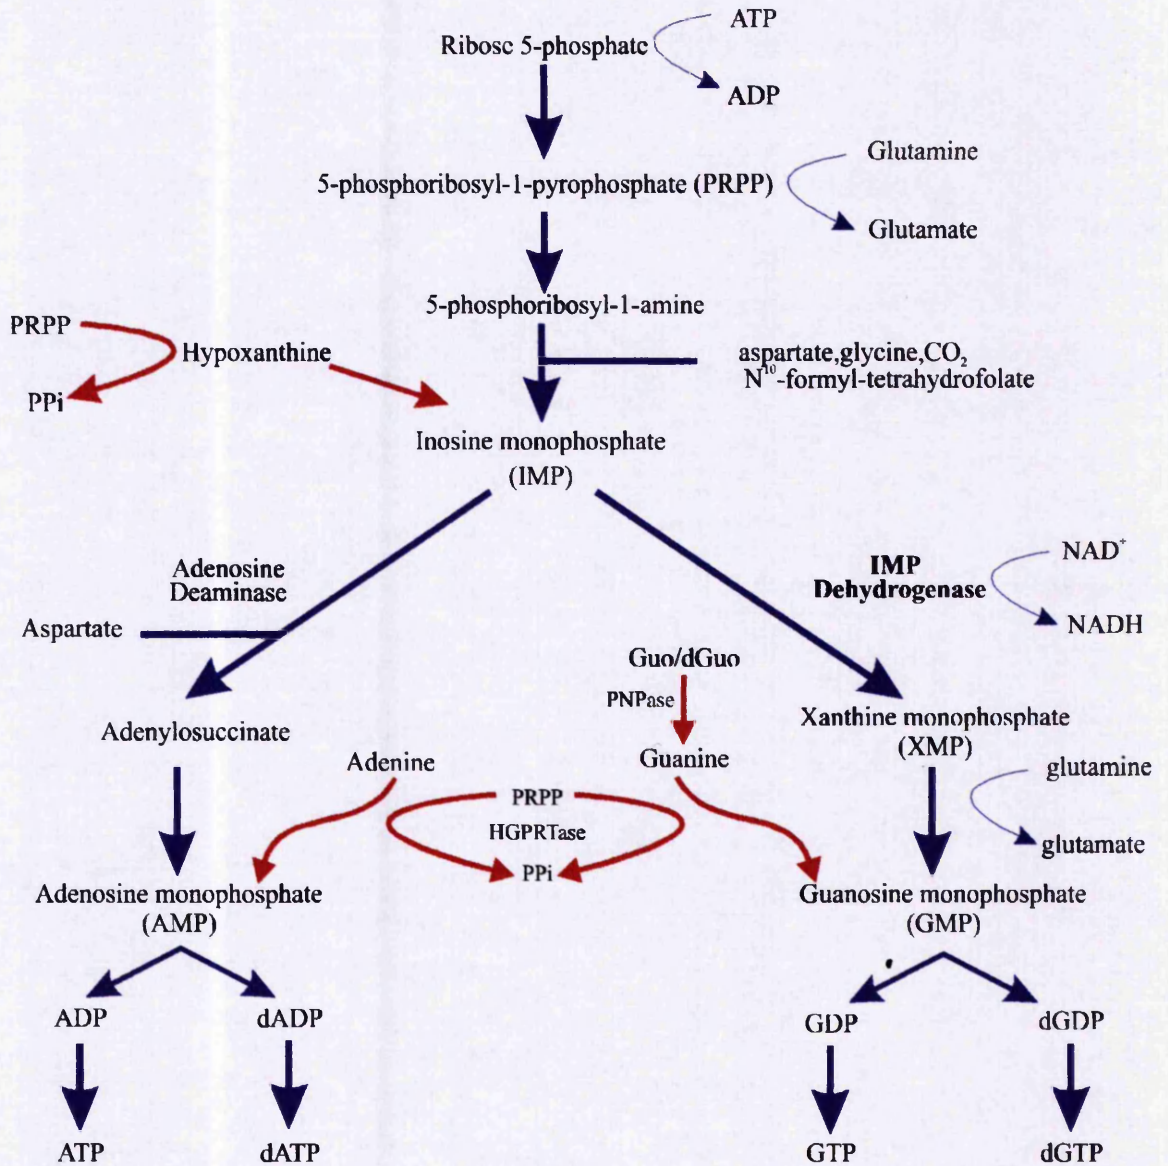 ATP
Ribose 5-phosphate
ADP
Glutamine
5-phosphoribosyl-1-pyrophosphate (PRPP)
Glutamate
5-phosphoribosyl-1-amine
PRPP
Hypoxanthine
aspartate,glycine,CO₂
N¹⁰-formyl-tetrahydrofolate
PPi
Inosine monophosphate
(IMP)
Adenosine
Deaminase
IMP
Dehydrogenase
NAD⁺
NADH
Aspartate
Guo/dGuo
PNPase
Adenylosuccinate
Xanthine monophosphate
(XMP)
Adenine
Guanine
glutamine
PRPP
HGPRTase
PPi
glutamate
Adenosine monophosphate
(AMP)
Guanosine monophosphate
(GMP)
ADP
dADP
GDP
dGDP
ATP
dATP
GTP
dGTP